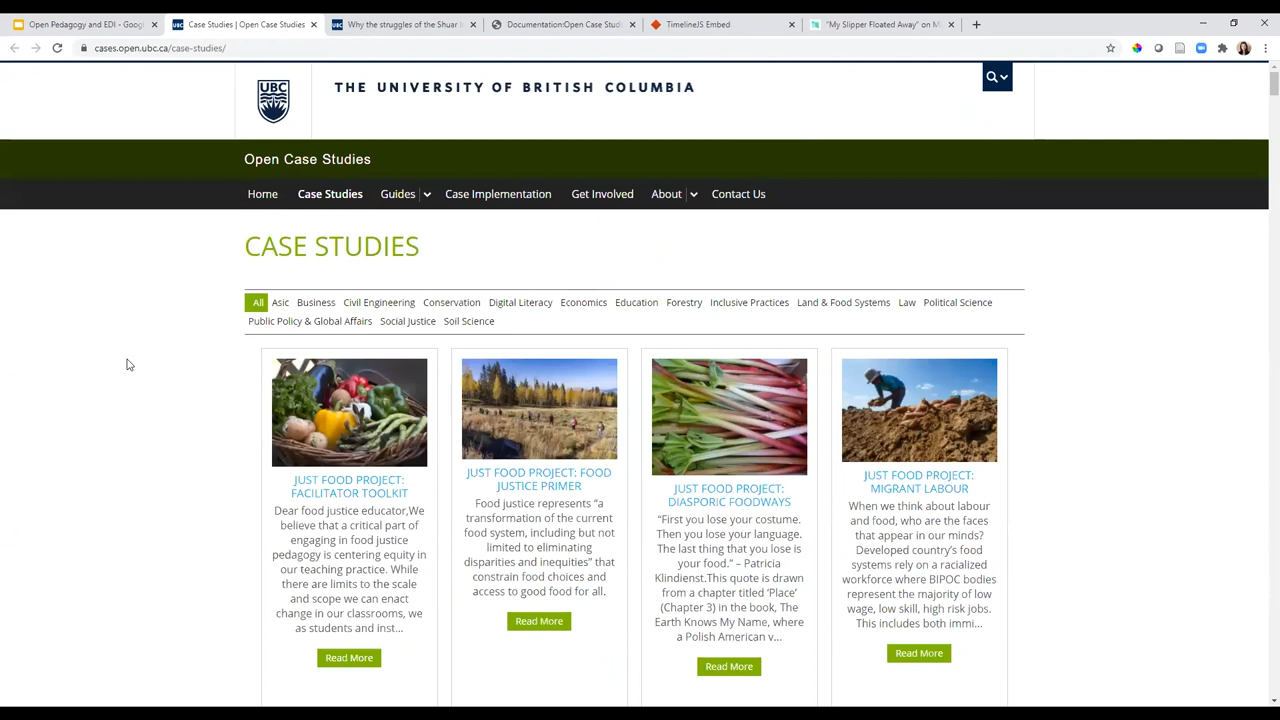 Open Pedagogy and EDI - Goog
Case Studies | Open Case Studies
Why the struggles of the Shuar
Documentation:Open Case Stud
TimelineJS Embed
"My Slipper Floated Away" on M
cases.open.ubc.ca/case-studies/
UBC
THE UNIVERSITY OF BRITISH COLUMBIA
Open Case Studies
Home Case Studies Guides Case Implementation Get Involved About Contact Us
CASE STUDIES
All Asic Business Civil Engineering Conservation Digital Literacy Economics Education Forestry Inclusive Practices Land & Food Systems Law Political Science
Public Policy & Global Affairs Social Justice Soil Science
JUST FOOD PROJECT:
FACILITATOR TOOLKIT
Dear food justice educator,We
believe that a critical part of
engaging in food justice
pedagogy is centering equity in
our teaching practice. While
there are limits to the scale
and scope we can enact
change in our classrooms, we
as students and inst...
Read More
JUST FOOD PROJECT: FOOD
JUSTICE PRIMER
Food justice represents "a
transformation of the current
food system, including but not
limited to eliminating
disparities and inequities" that
constrain food choices and
access to good food for all.
Read More
JUST FOOD PROJECT:
DIASPORIC FOODWAYS
"First you lose your costume.
Then you lose your language.
The last thing that you lose is
your food." – Patricia
Klindienst.This quote is drawn
from a chapter titled 'Place'
(Chapter 3) in the book, The
Earth Knows My Name, where
a Polish American v...
Read More
JUST FOOD PROJECT:
MIGRANT LABOUR
When we think about labour
and food, who are the faces
that appear in our minds?
Developed country's food
systems rely on a racialized
workforce where BIPOC bodies
represent the majority of low
wage, low skill, high risk jobs.
This includes both immi...
Read More